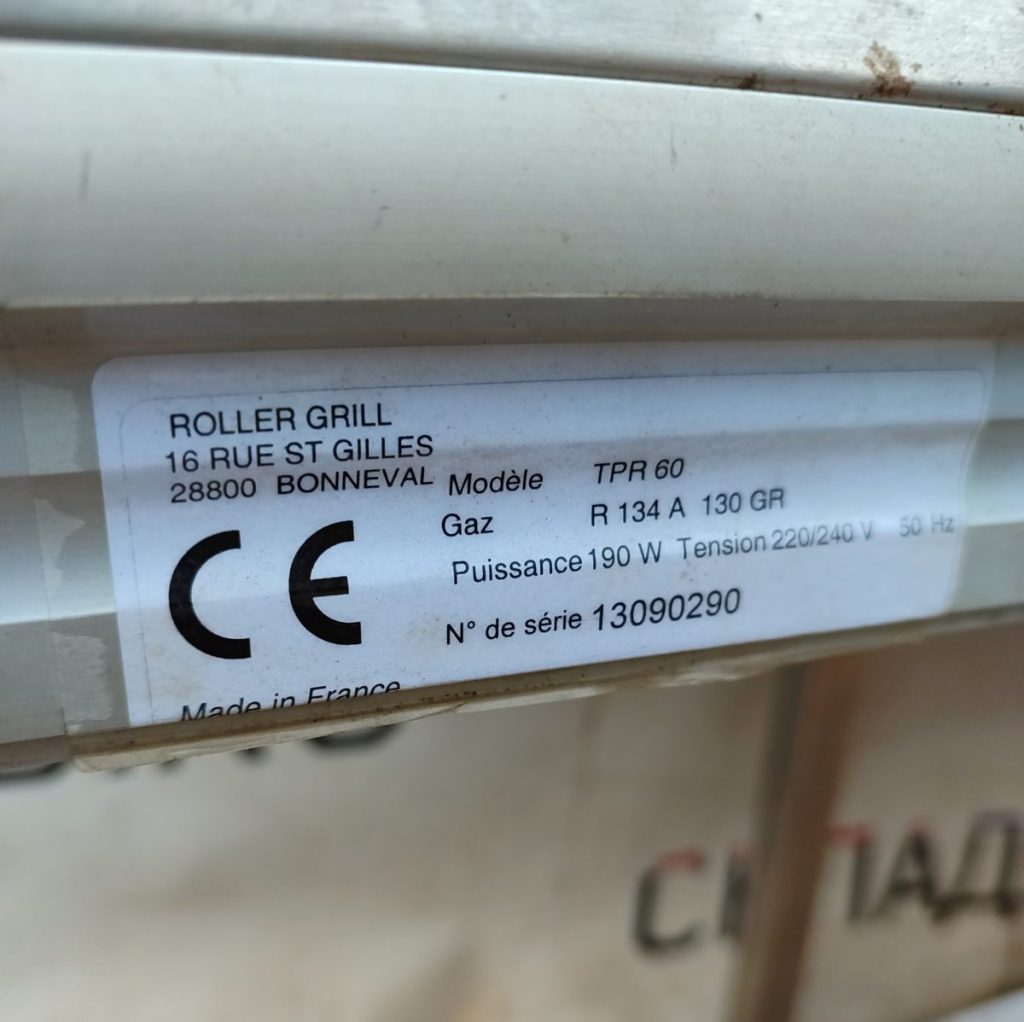 ROLLER GRILL
16 RUE ST GILLES
28800 BONNEVAL
Modèle TPR 60
Gaz R 134 A 130 GR
Puissance 190 W Tension 220/240 V 50 Hz
N° de série 13090290
CE
Made in France
СКЛАД